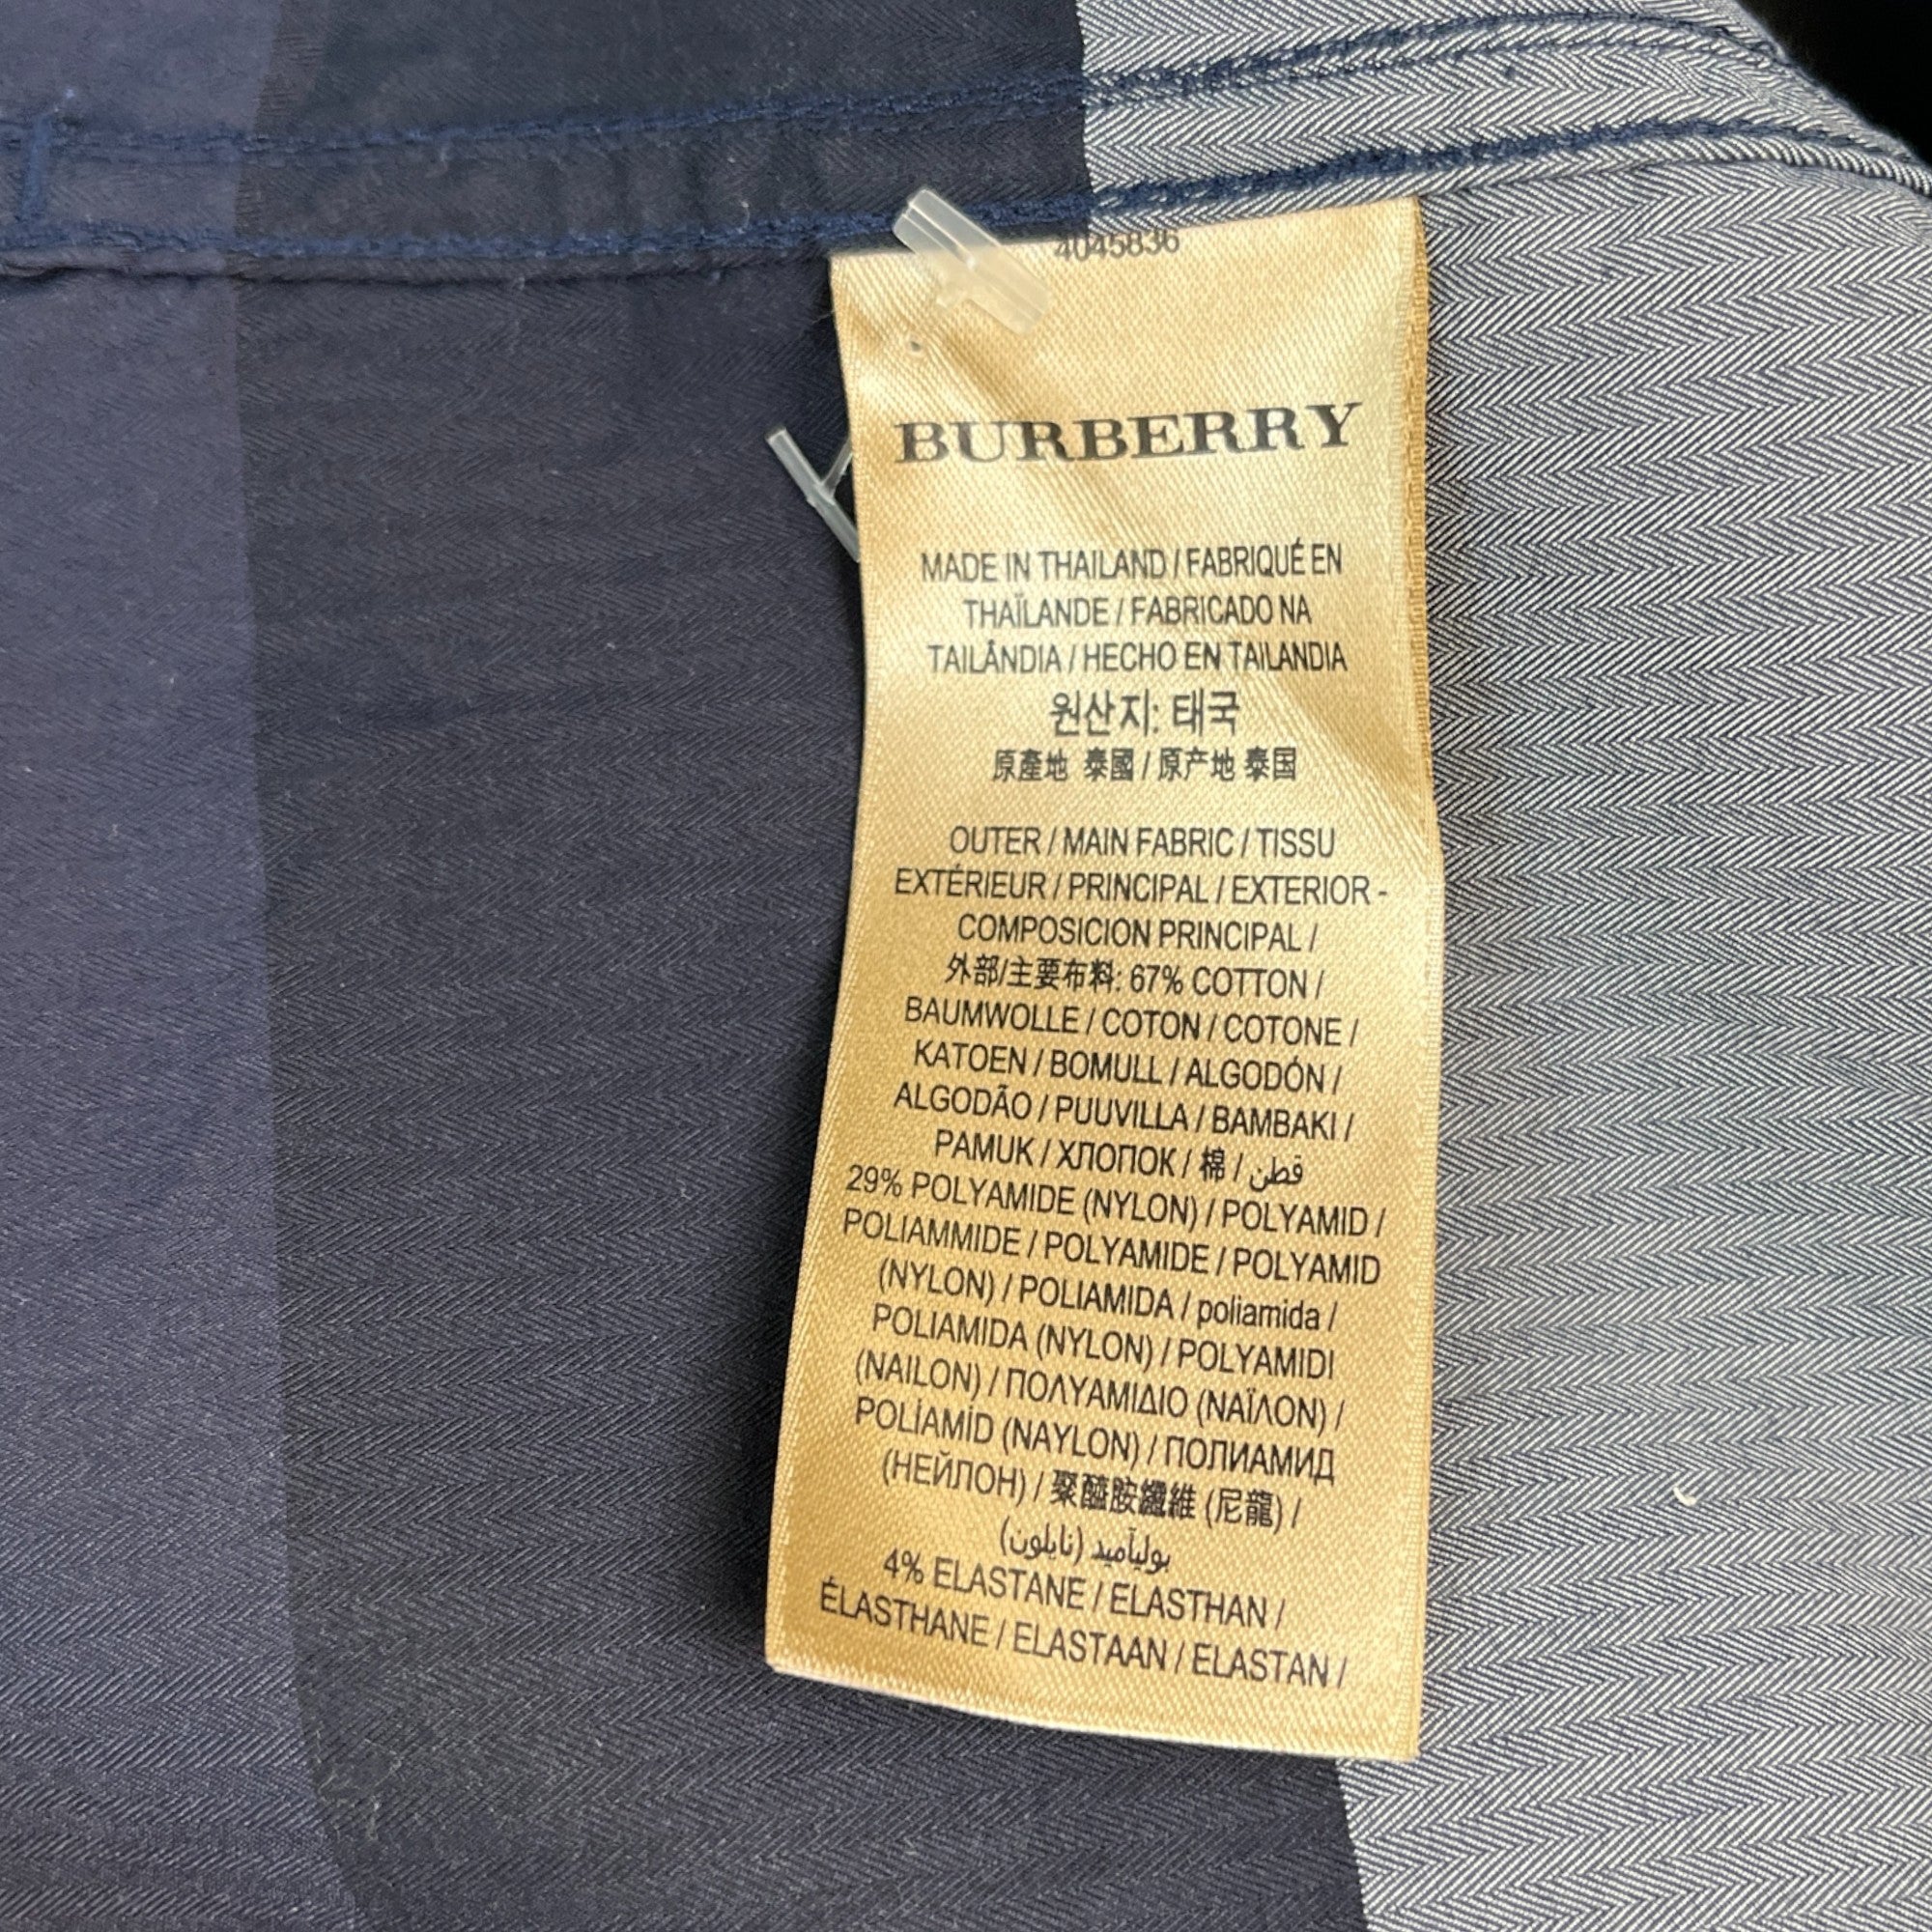 4045836
BURBERRY
MADE IN THAILAND / FABRIQUÉ EN
THAÏLANDE / FABRICADO NA
TAILÂNDIA / HECHO EN TAILANDIA
원산지: 태국
原產地 泰國 / 原产地 泰国
OUTER / MAIN FABRIC / TISSU
EXTÉRIEUR / PRINCIPAL / EXTERIOR -
COMPOSICION PRINCIPAL /
外部/主要布料: 67% COTTON /
BAUMWOLLE / COTON / COTONE /
KATOEN / BOMULL / ALGODÓN /
ALGODÃO / PUUVILLA / BAMBAKI /
PAMUK / ХЛОПОК / 棉 / قطن
29% POLYAMIDE (NYLON) / POLYAMID /
POLIAMMIDE / POLYAMIDE / POLYAMID
(NYLON) / POLIAMIDA / poliamida /
POLIAMIDA (NYLON) / POLYAMIDI
(NAILON) / ΠΟΛΥΑΜΙΔΙΟ (ΝΑΪΛΟΝ) /
POLİAMİD (NAYLON) / ПОЛИАМИД
(НЕЙЛОН) / 聚醯胺纖維 (尼龍) /
بوليآميد (نايلون)
4% ELASTANE / ELASTHAN /
ÉLASTHANE / ELASTAAN / ELASTAN /